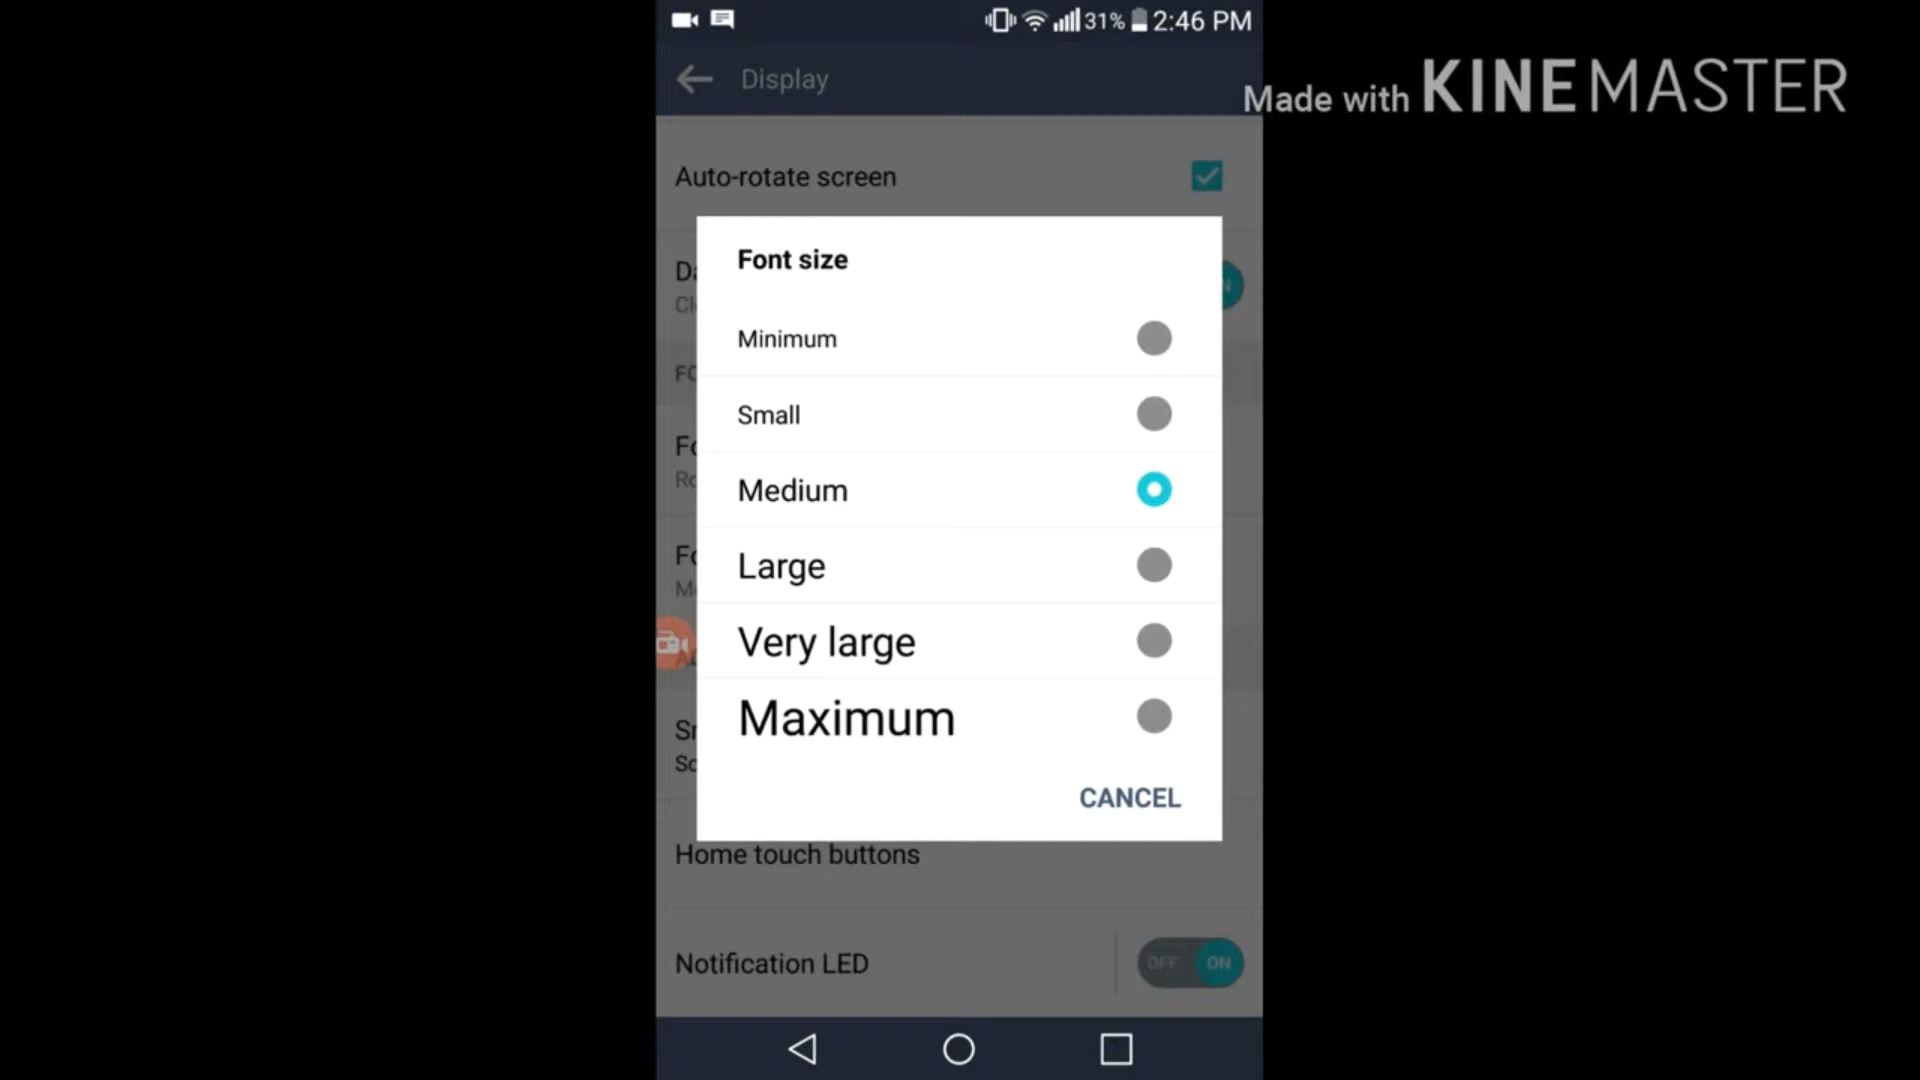 31% 2:46 PM
Display
Made with KINEMASTER
Auto-rotate screen
Font size
Minimum
Small
Medium
Large
Very large
Maximum
CANCEL
Home touch buttons
Notification LED
OFF ON